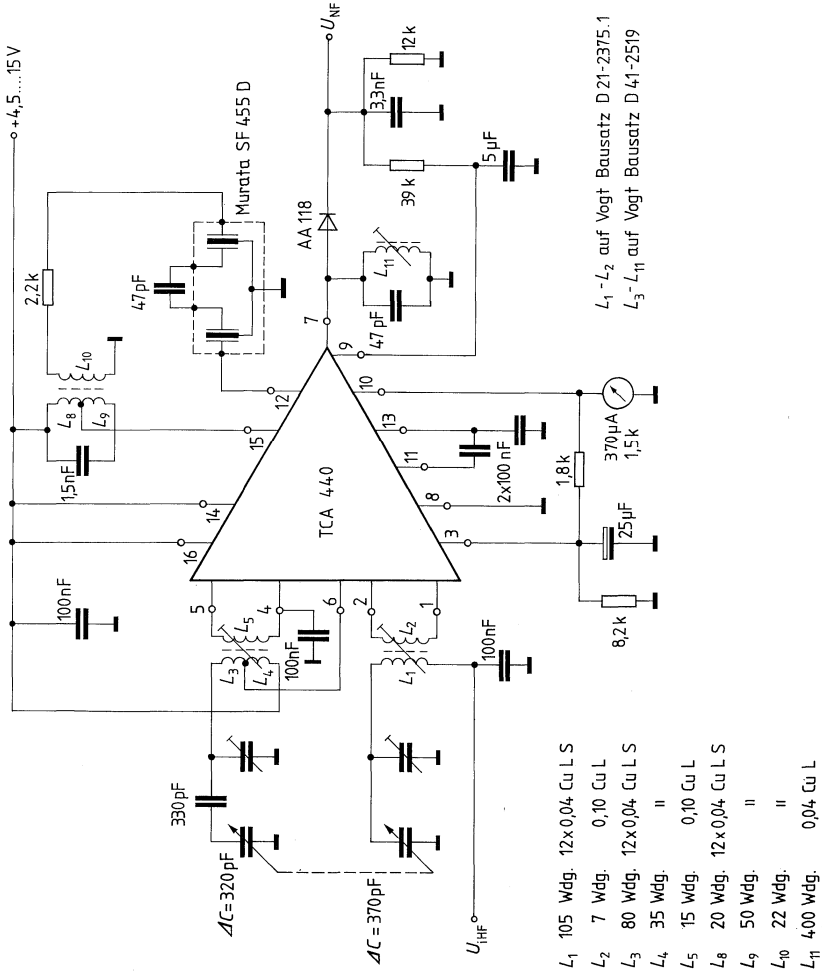 +4,5....15V
100nF
1,5nF
L8
L9
L10
2,2k
47pF
Murata SF 455 D
16
14
15
12
TCA 440
5
4
6
2
1
3
8
11
13
10
9
7
L3
L4
L5
100nF
330pF
ΔC=320pF
ΔC=370pF
L1
L2
100nF
UiHF
AA118
UNF
47pF
L11
39k
3,3nF
12k
5µF
2x100nF
370µA
1,5k
1,8k
25µF
8,2k
L1-L2 auf Vogt Bausatz D21-2375.1
L3-L11 auf Vogt Bausatz D41-2519
L1 105 Wdg. 12x0,04 Cu L S
L2 7 Wdg. 0,10 Cu L
L3 80 Wdg. 12x0,04 Cu L S
L4 35 Wdg. "
L5 15 Wdg. 0,10 Cu L
L8 20 Wdg. 12x0,04 Cu L S
L9 50 Wdg. "
L10 22 Wdg. "
L11 400 Wdg. 0,04 Cu L